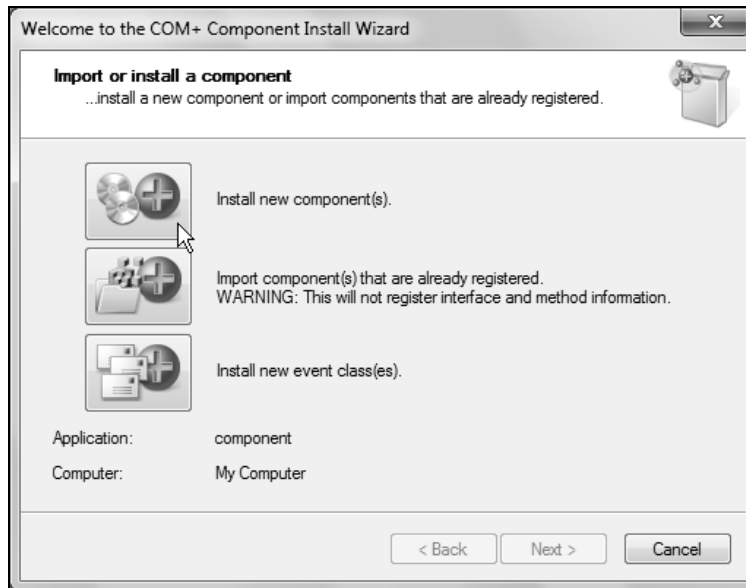 Welcome to the COM+ Component Install Wizard
Import or install a component
...install a new component or import components that are already registered.
Install new component(s).
Import component(s) that are already registered.
WARNING: This will not register interface and method information.
Install new event class(es).
Application: component
Computer: My Computer
< Back Next > Cancel